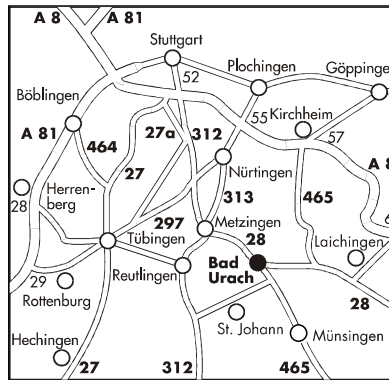 A 8
A 81
Stuttgart
52
Plochingen
Göppinge
Böblingen
55
Kirchheim
A 81
27a
312
57
464
27
Nürtingen
A 8
28
Herren-
berg
313
465
297
Metzingen
Tübingen
28
Laichingen
6
29
Reutlingen
Bad
Urach
Rottenburg
28
St. Johann
Münsingen
Hechingen
27
312
465